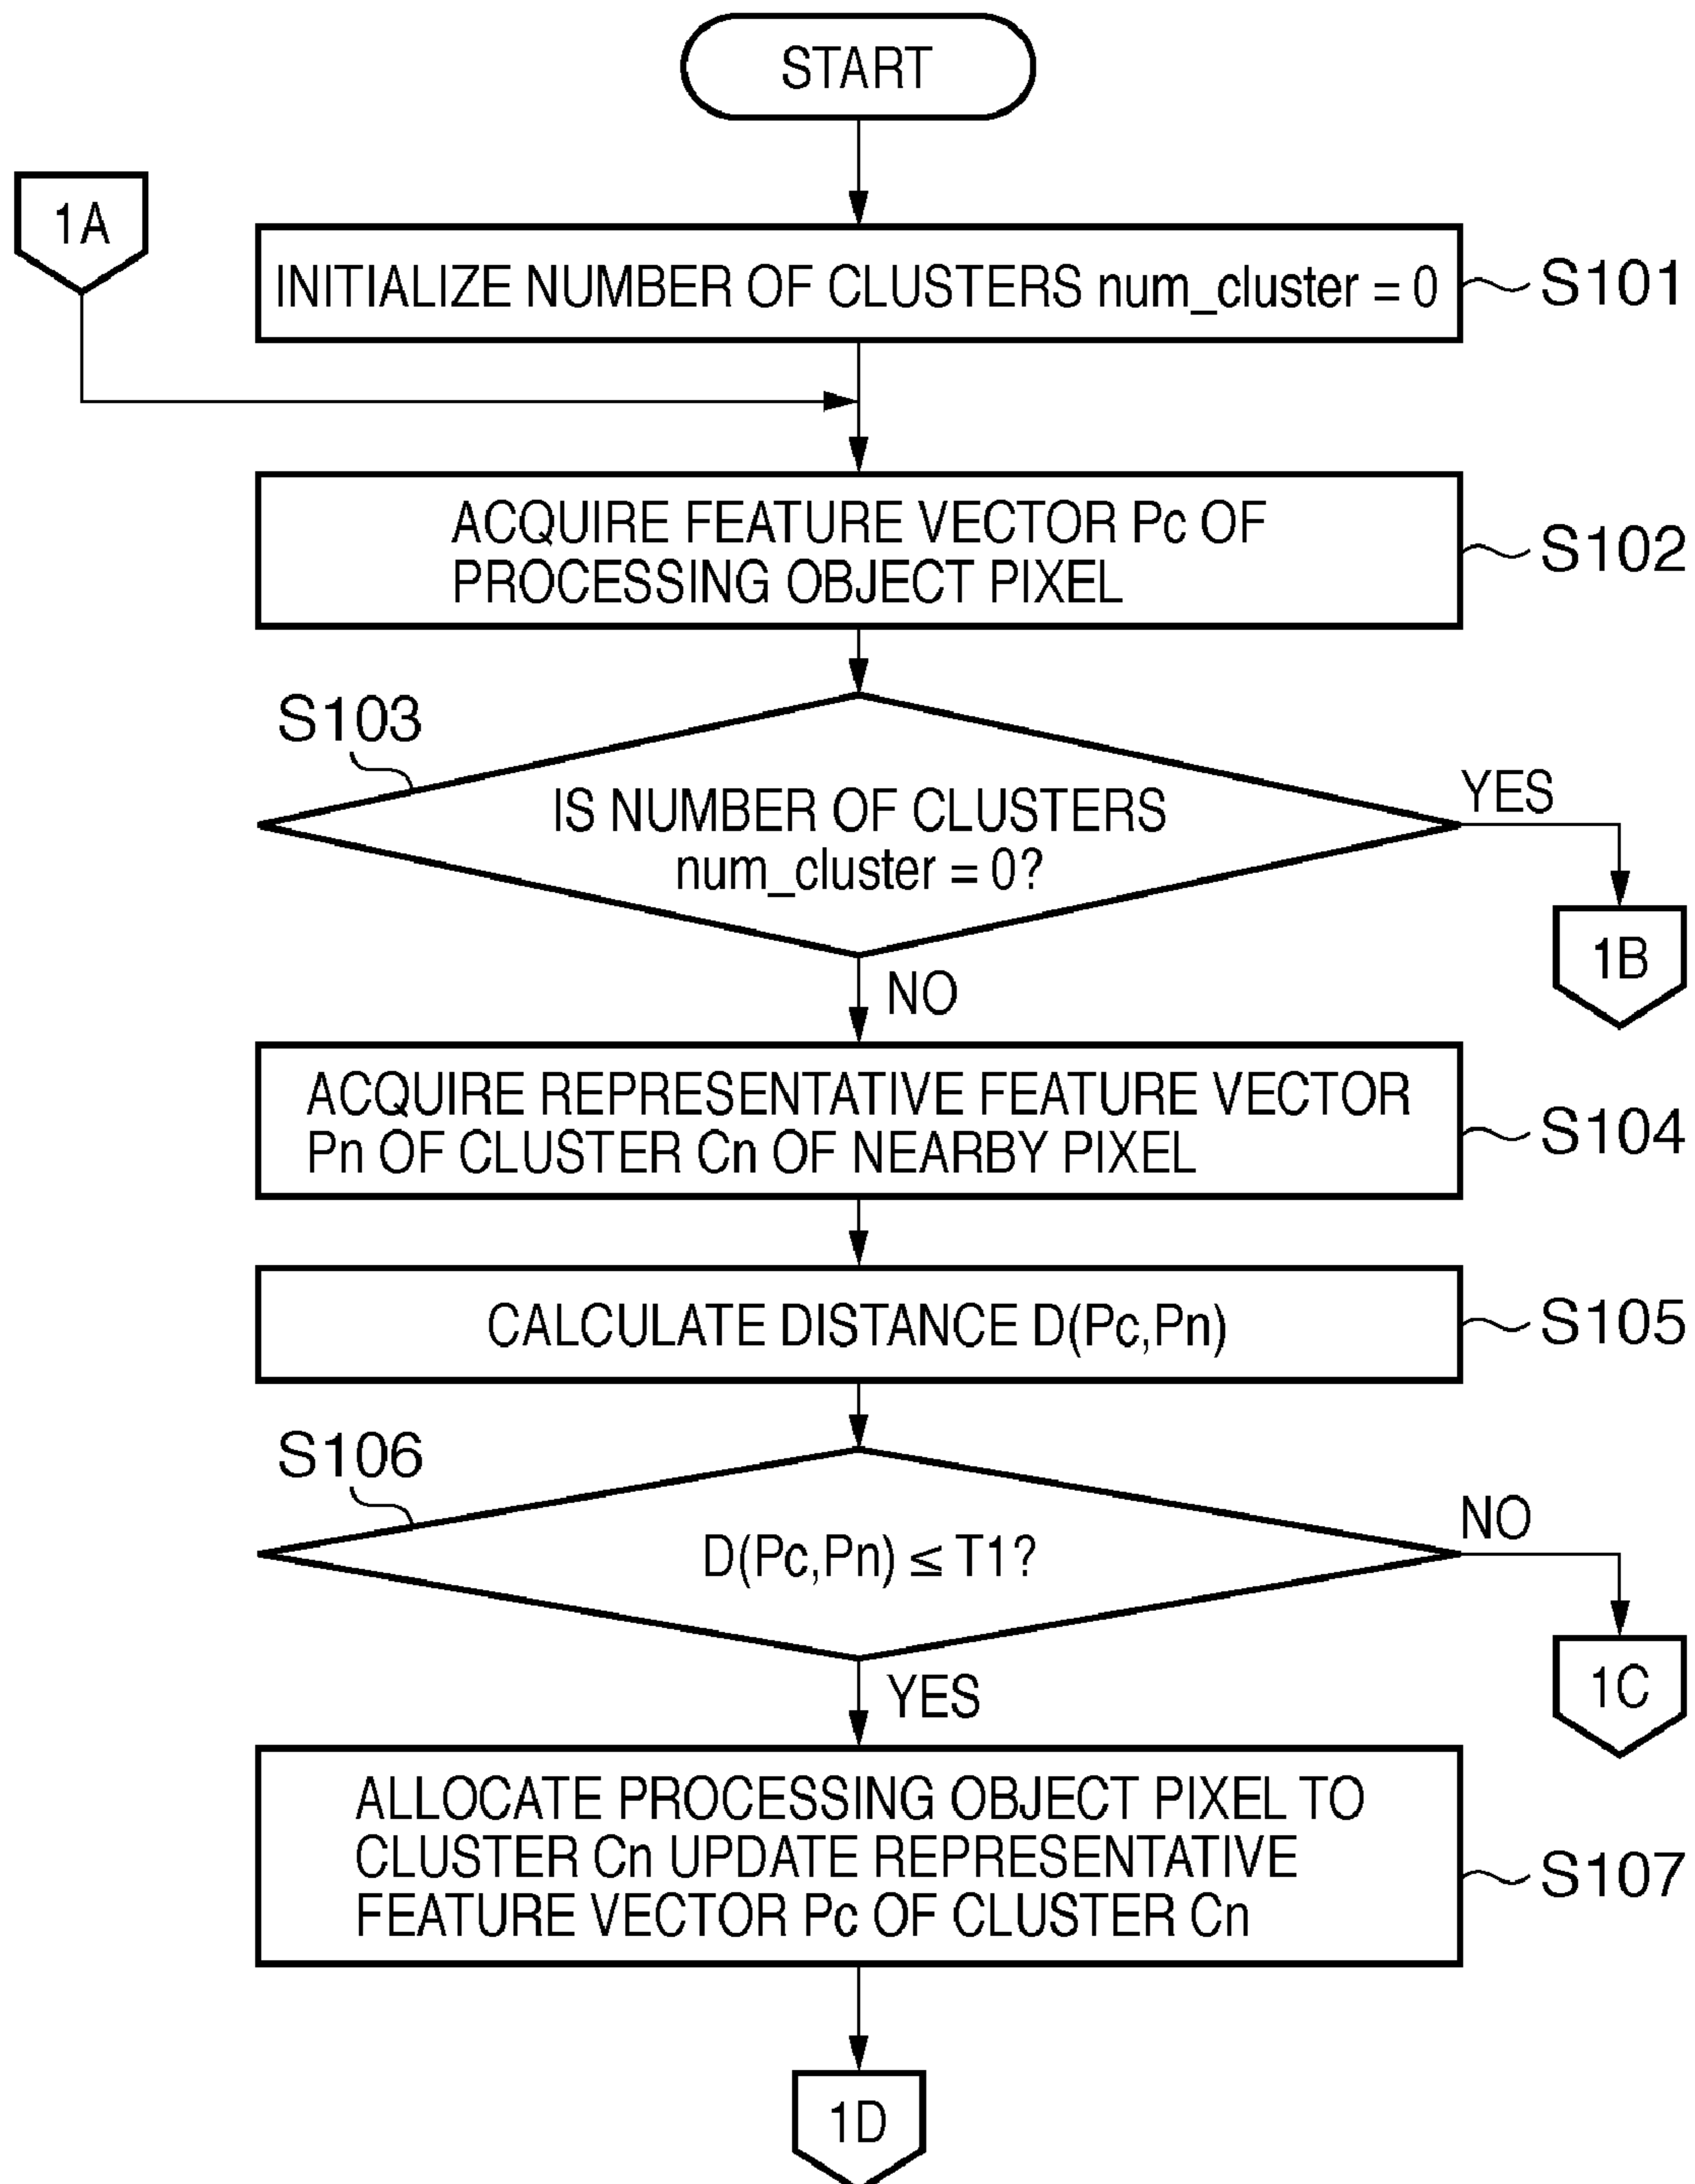 START
1A
INITIALIZE NUMBER OF CLUSTERS num_cluster = 0
S101
ACQUIRE FEATURE VECTOR Pc OF
PROCESSING OBJECT PIXEL
S102
S103
IS NUMBER OF CLUSTERS
num_cluster = 0?
YES
1B
NO
ACQUIRE REPRESENTATIVE FEATURE VECTOR
Pn OF CLUSTER Cn OF NEARBY PIXEL
S104
CALCULATE DISTANCE D(Pc,Pn)
S105
S106
D(Pc,Pn) ≤ T1?
NO
1C
YES
ALLOCATE PROCESSING OBJECT PIXEL TO
CLUSTER Cn UPDATE REPRESENTATIVE
FEATURE VECTOR Pc OF CLUSTER Cn
S107
1D